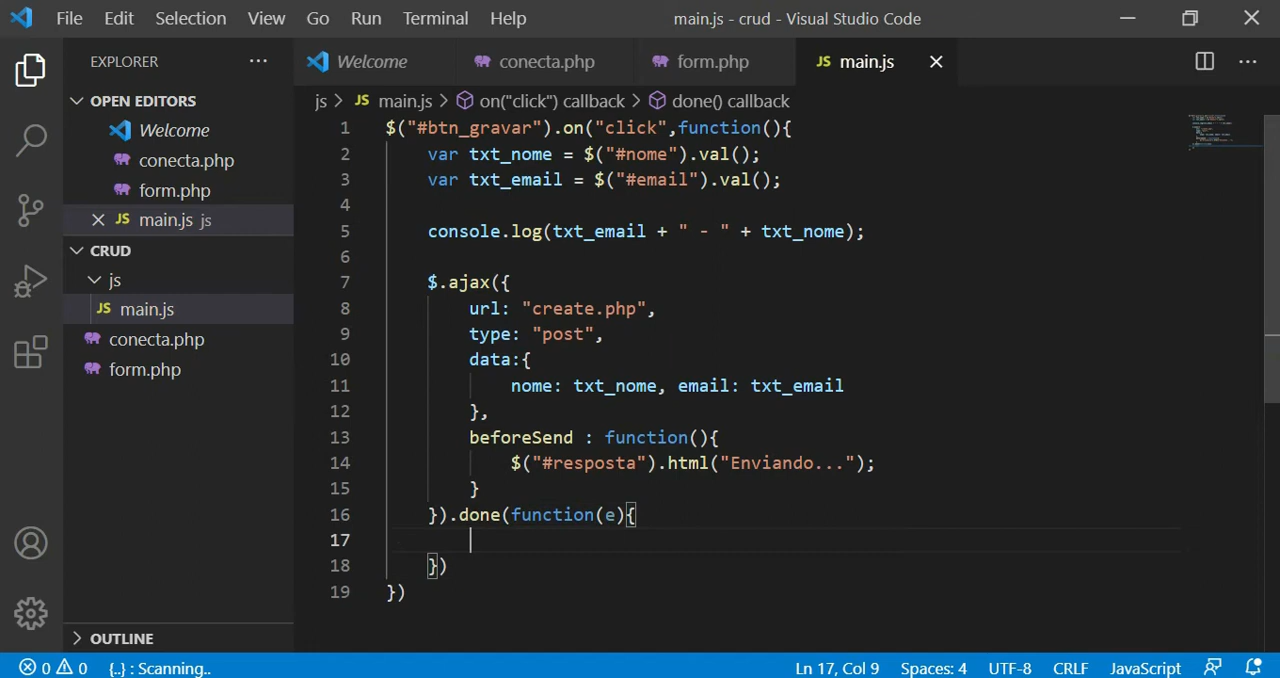 File Edit Selection View Go Run Terminal Help main.js - crud - Visual Studio Code
EXPLORER ...
Welcome conecta.php form.php JS main.js
OPEN EDITORS
Welcome
conecta.php
form.php
JS main.js js
CRUD
js
JS main.js
conecta.php
form.php
OUTLINE
js > JS main.js > on("click") callback > done() callback
1 $("#btn_gravar").on("click",function(){
2 var txt_nome = $("#nome").val();
3 var txt_email = $("#email").val();
4
5 console.log(txt_email + " - " + txt_nome);
6
7 $.ajax({
8 url: "create.php",
9 type: "post",
10 data:{
11 nome: txt_nome, email: txt_email
12 },
13 beforeSend : function(){
14 $("#resposta").html("Enviando...");
15 }
16 }).done(function(e){
17
18 })
19 })
0 0 {..} : Scanning.. Ln 17, Col 9 Spaces: 4 UTF-8 CRLF JavaScript